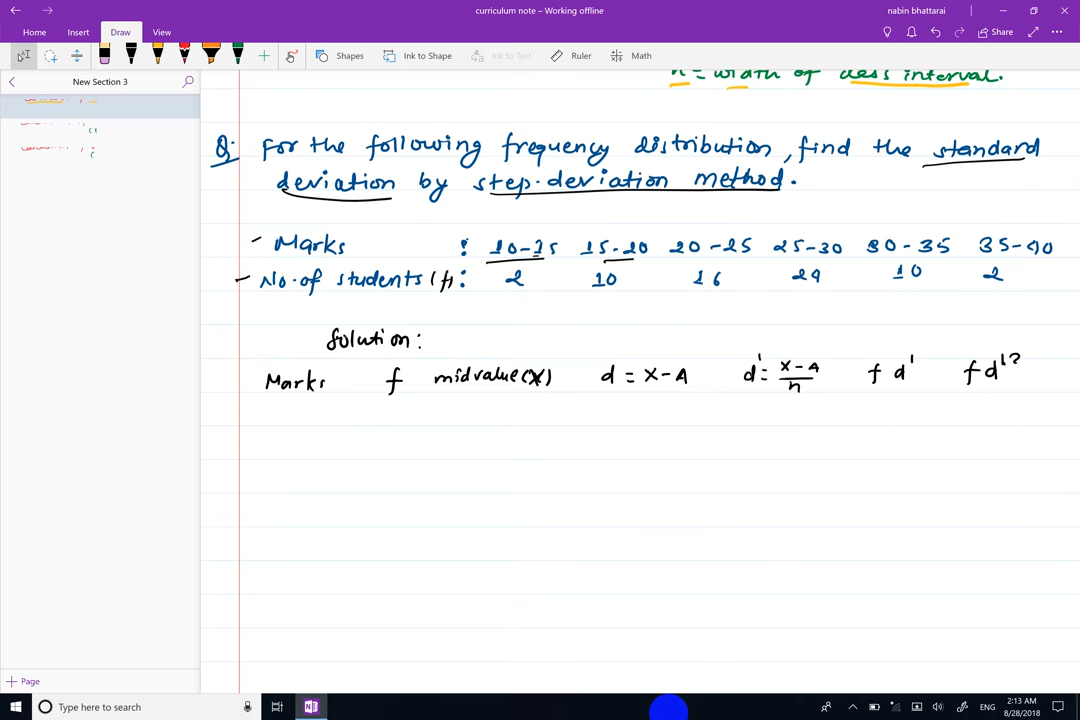 curriculum note – Working offline
nabin bhattarai
Home Insert Draw View
Share
Shapes Ink to Shape Ink to Text Ruler Math
New Section 3
h = width of class interval.
Q. For the following frequency distribution, find the standard
deviation by step-deviation method.
Marks : 10-15 15-20 20-25 25-30 30-35 35-40
No. of students (f) : 2 10 16 24 10 2
Solution:
Marks f midvalue(x) d = x-A d' = x-A/h f d' f d'²
+ Page
Type here to search
ENG
2:13 AM
8/28/2018